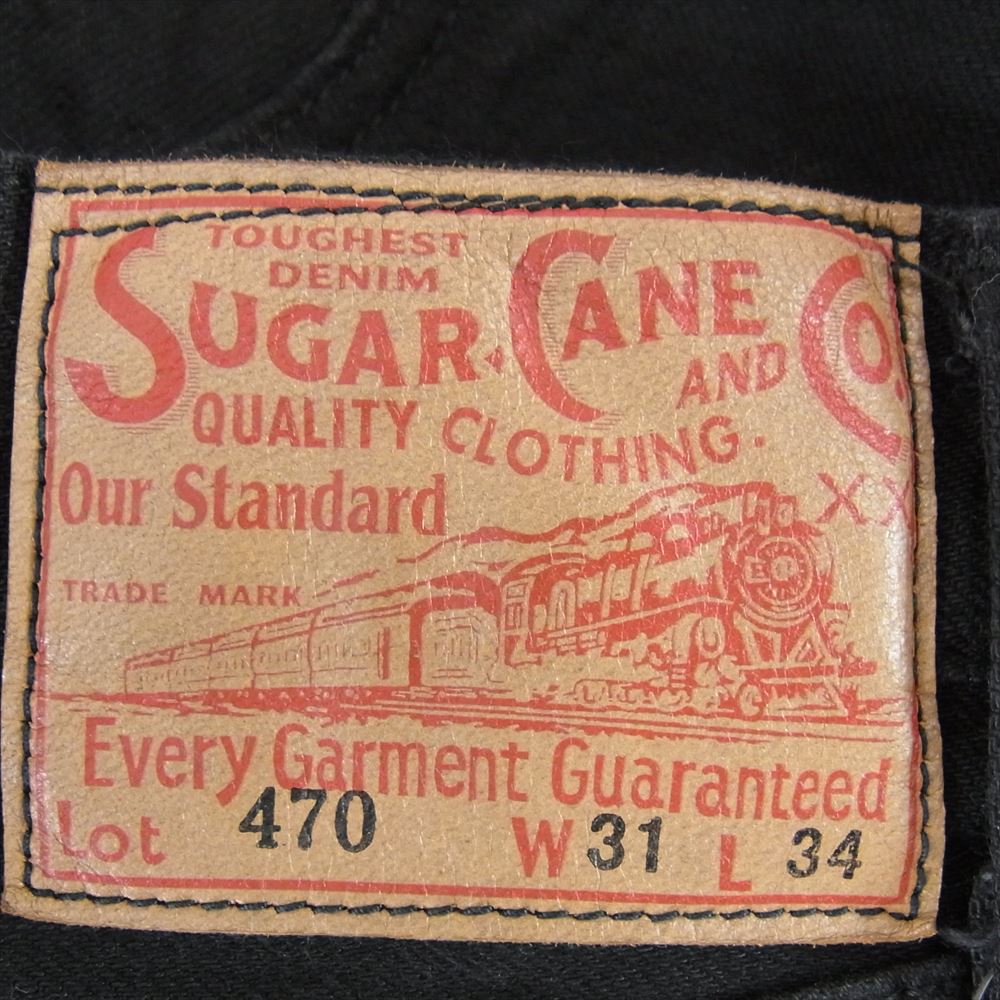 TOUGHEST
DENIM
SUGAR CANE CO.
AND
QUALITY CLOTHING.
Our Standard
XX
TRADE MARK
Every Garment Guaranteed
Lot 470 W 31 L 34